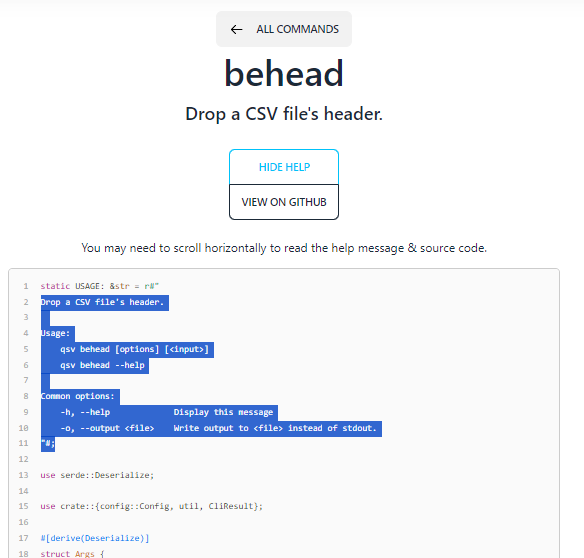 ← ALL COMMANDS
behead
Drop a CSV file's header.
HIDE HELP
VIEW ON GITHUB
You may need to scroll horizontally to read the help message & source code.
1 static USAGE: &str = r#"
2 Drop a CSV file's header.
3
4 Usage:
5     qsv behead [options] [<input>]
6     qsv behead --help
7
8 Common options:
9     -h, --help             Display this message
10     -o, --output <file>    Write output to <file> instead of stdout.
11 "#;
12
13 use serde::Deserialize;
14
15 use crate::{config::Config, util, CliResult};
16
17 #[derive(Deserialize)]
18 struct Args {